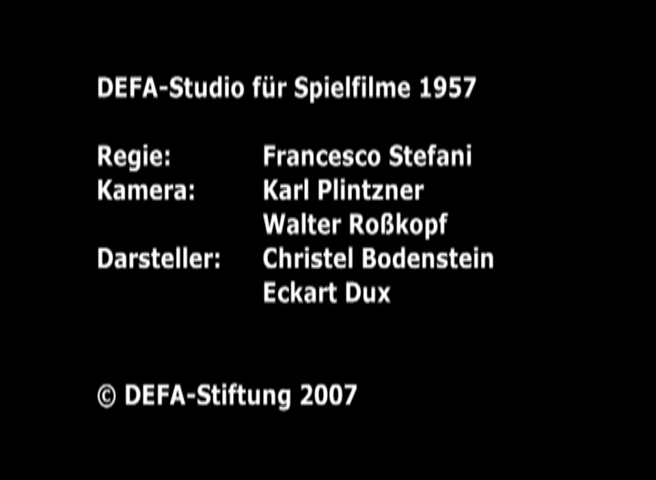 DEFA-Studio für Spielfilme 1957
Regie: Francesco Stefani
Kamera: Karl Plintzner
Walter Roßkopf
Darsteller: Christel Bodenstein
Eckart Dux
© DEFA-Stiftung 2007